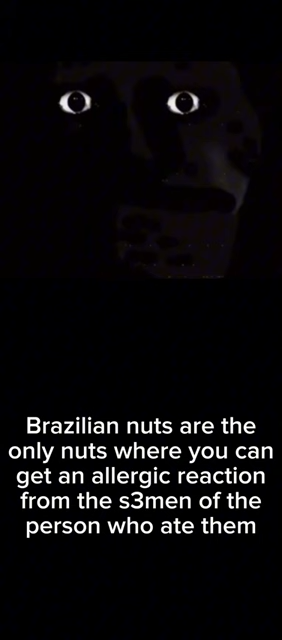 Brazilian nuts are the
only nuts where you can
get an allergic reaction
from the s3men of the
person who ate them